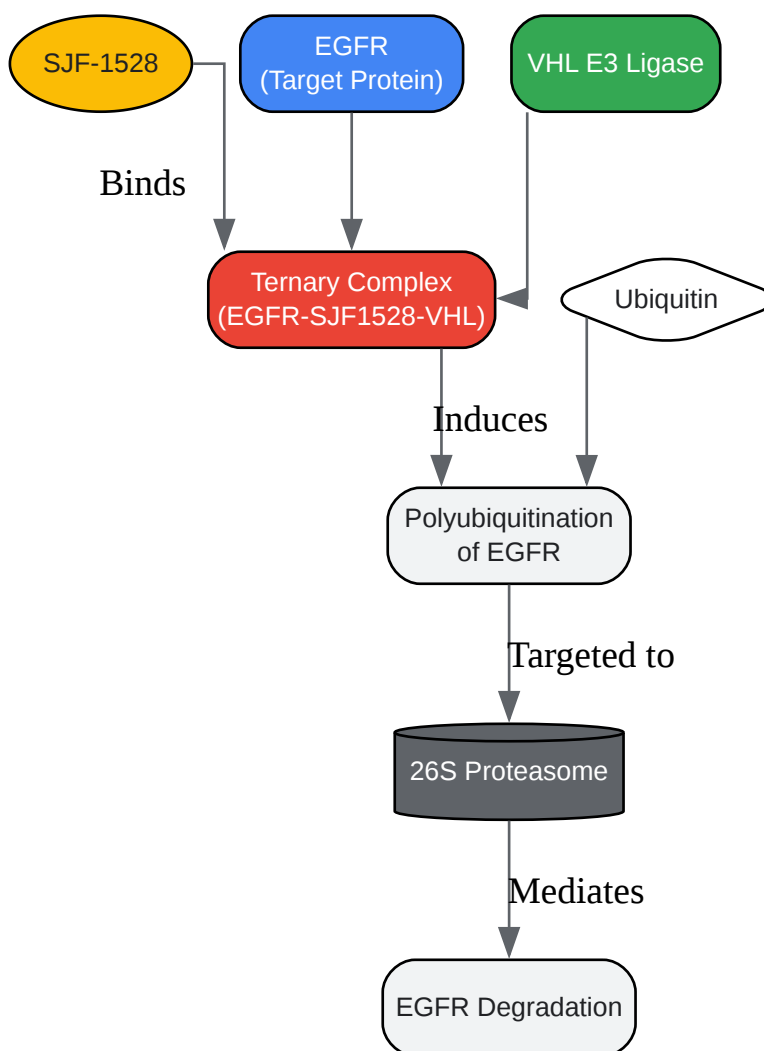 SJF-1528
EGFR
(Target Protein)
VHL E3 Ligase
Binds
Ternary Complex
(EGFR-SJF1528-VHL)
Ubiquitin
Induces
Polyubiquitination
of EGFR
Targeted to
26S Proteasome
Mediates
EGFR Degradation